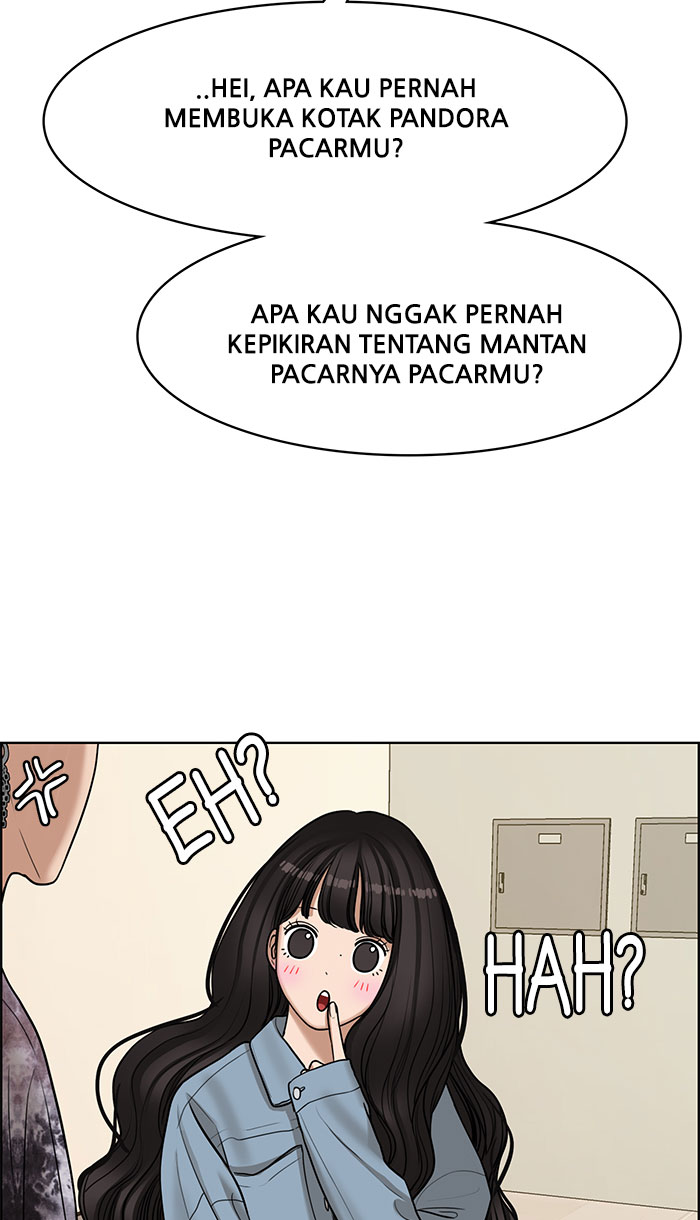 ..HEI, APA KAU PERNAH
MEMBUKA KOTAK PANDORA
PACARMU?
APA KAU NGGAK PERNAH
KEPIKIRAN TENTANG MANTAN
PACARNYA PACARMU?
EH?
HAH?